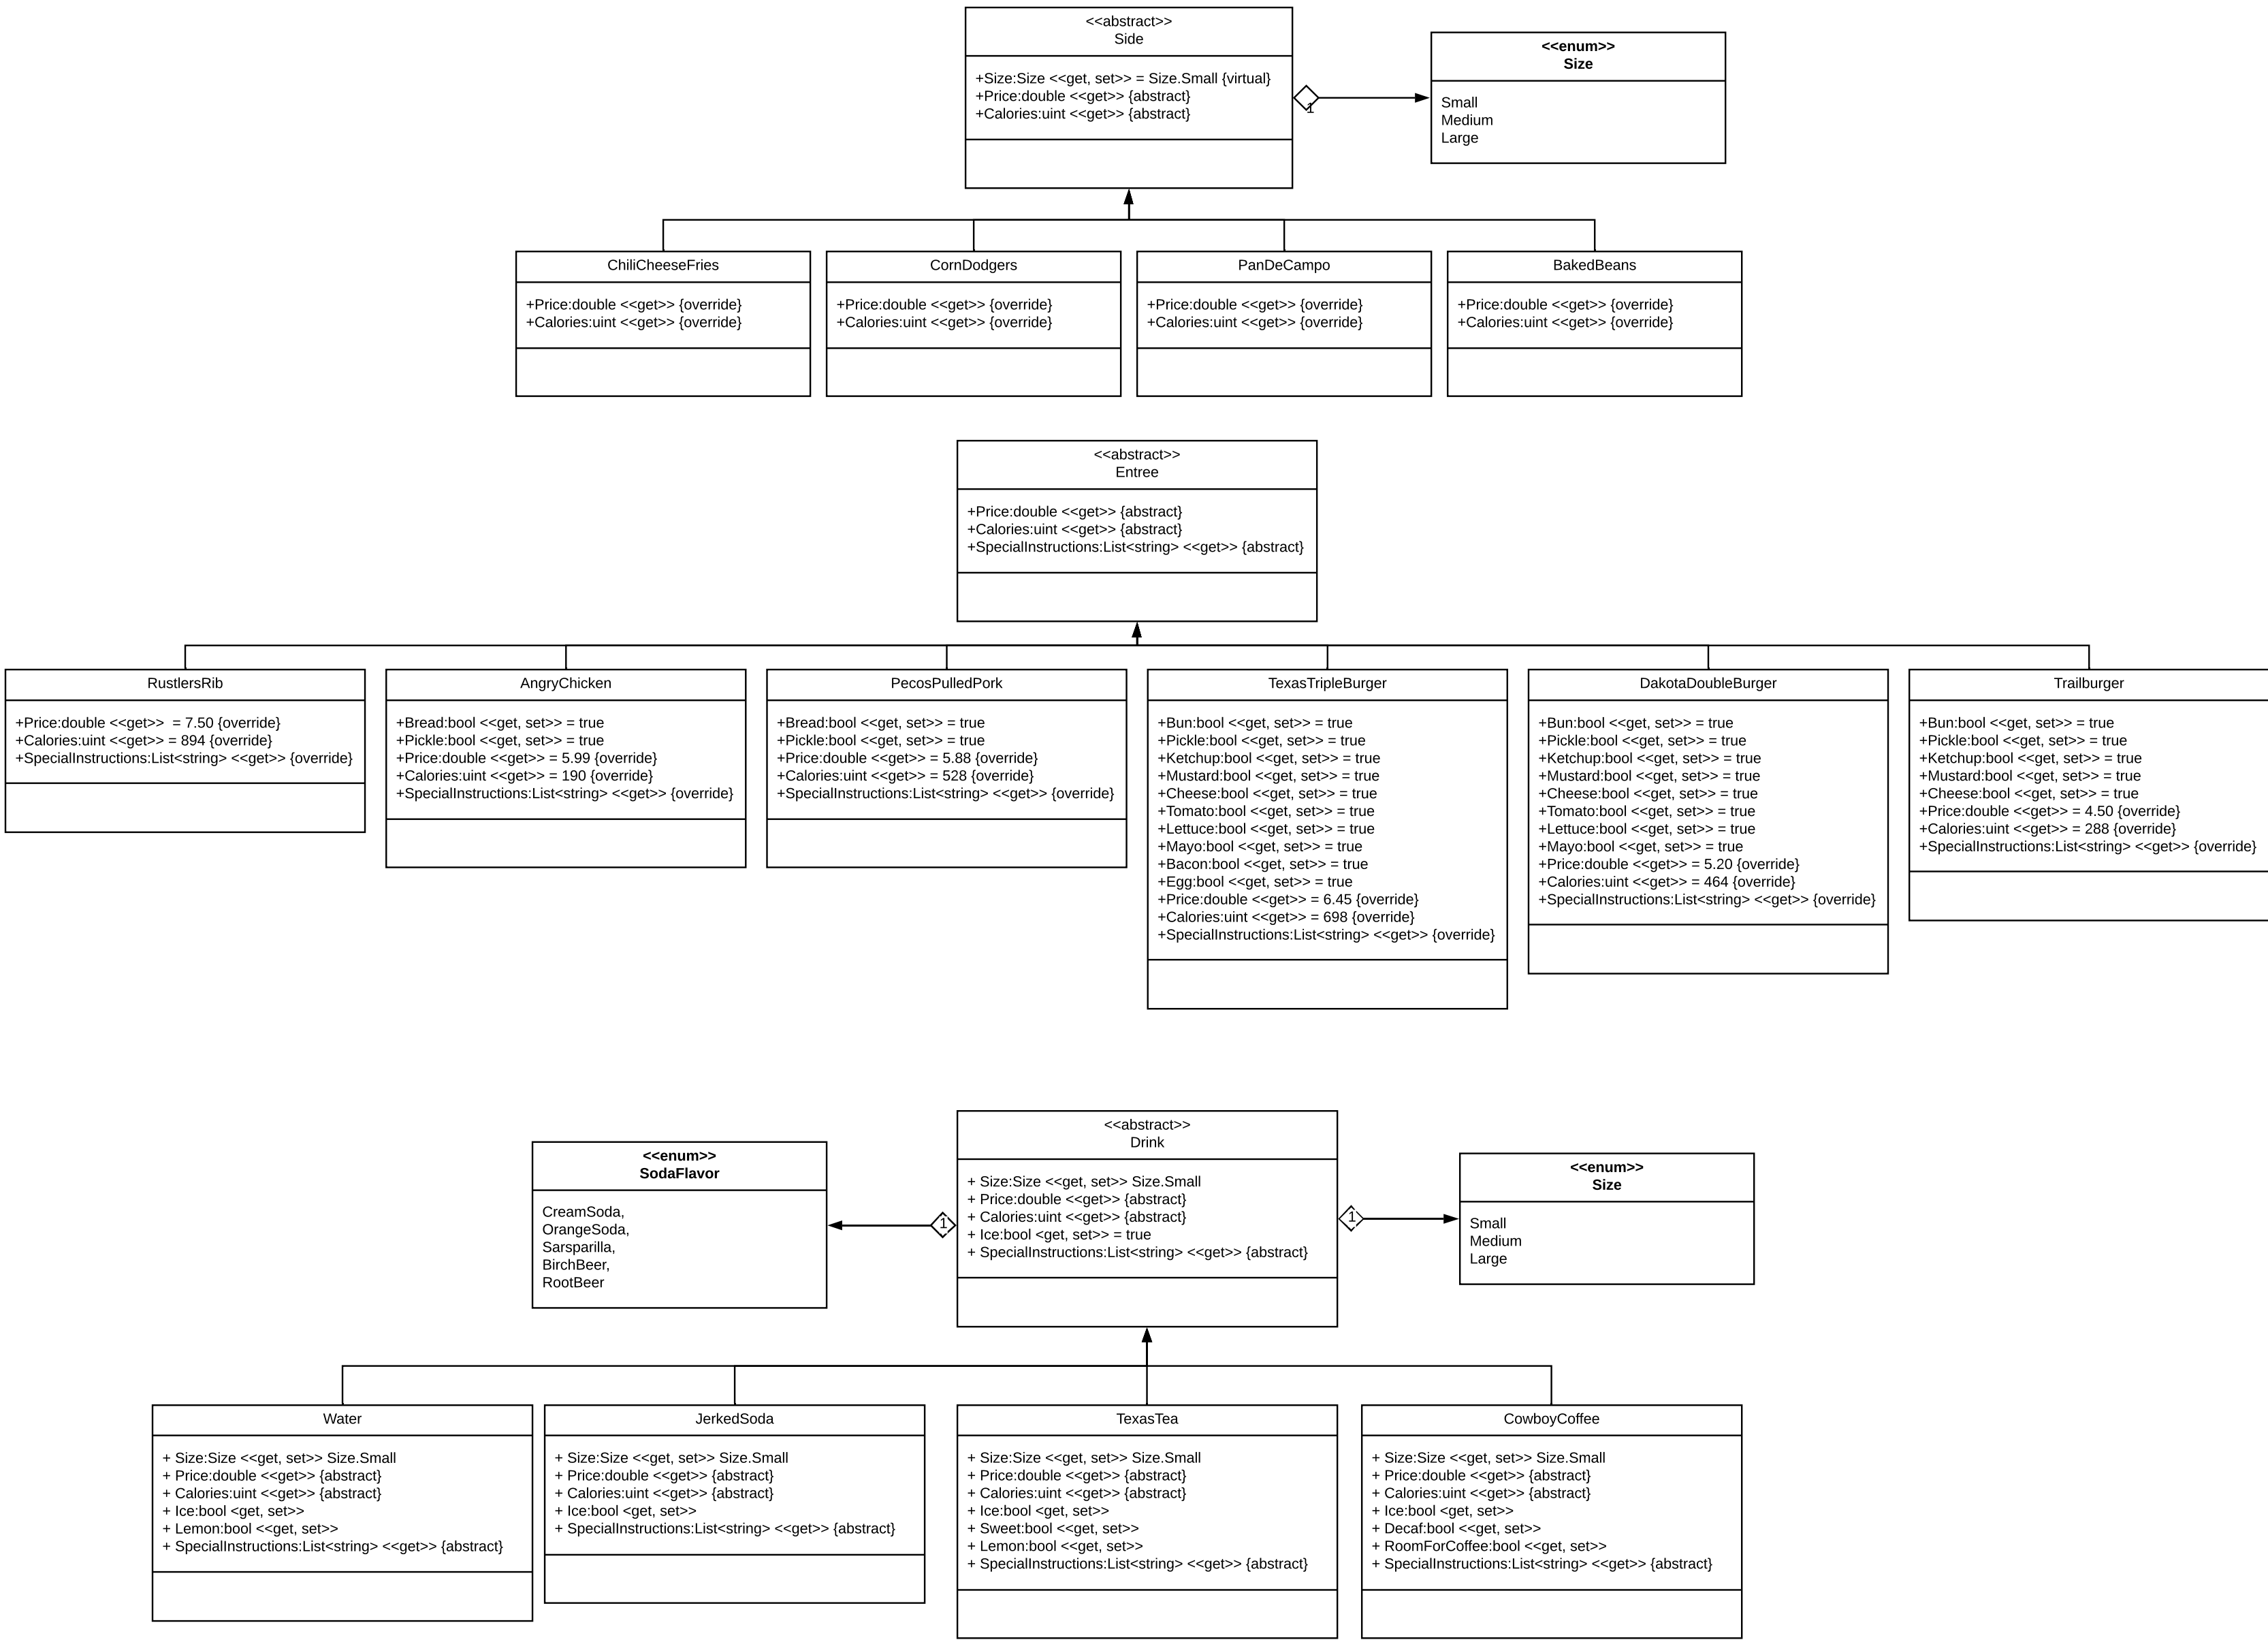 <<abstract>>
Side
+Size:Size <<get, set>> = Size.Small {virtual}
+Price:double <<get>> {abstract}
+Calories:uint <<get>> {abstract}
1
<<enum>>
Size
Small
Medium
Large
ChiliCheeseFries
+Price:double <<get>> {override}
+Calories:uint <<get>> {override}
CornDodgers
+Price:double <<get>> {override}
+Calories:uint <<get>> {override}
PanDeCampo
+Price:double <<get>> {override}
+Calories:uint <<get>> {override}
BakedBeans
+Price:double <<get>> {override}
+Calories:uint <<get>> {override}
<<abstract>>
Entree
+Price:double <<get>> {abstract}
+Calories:uint <<get>> {abstract}
+SpecialInstructions:List<string> <<get>> {abstract}
RustlersRib
+Price:double <<get>>  = 7.50 {override}
+Calories:uint <<get>> = 894 {override}
+SpecialInstructions:List<string> <<get>> {override}
AngryChicken
+Bread:bool <<get, set>> = true
+Pickle:bool <<get, set>> = true
+Price:double <<get>> = 5.99 {override}
+Calories:uint <<get>> = 190 {override}
+SpecialInstructions:List<string> <<get>> {override}
PecosPulledPork
+Bread:bool <<get, set>> = true
+Pickle:bool <<get, set>> = true
+Price:double <<get>> = 5.88 {override}
+Calories:uint <<get>> = 528 {override}
+SpecialInstructions:List<string> <<get>> {override}
TexasTripleBurger
+Bun:bool <<get, set>> = true
+Pickle:bool <<get, set>> = true
+Ketchup:bool <<get, set>> = true
+Mustard:bool <<get, set>> = true
+Cheese:bool <<get, set>> = true
+Tomato:bool <<get, set>> = true
+Lettuce:bool <<get, set>> = true
+Mayo:bool <<get, set>> = true
+Bacon:bool <<get, set>> = true
+Egg:bool <<get, set>> = true
+Price:double <<get>> = 6.45 {override}
+Calories:uint <<get>> = 698 {override}
+SpecialInstructions:List<string> <<get>> {override}
DakotaDoubleBurger
+Bun:bool <<get, set>> = true
+Pickle:bool <<get, set>> = true
+Ketchup:bool <<get, set>> = true
+Mustard:bool <<get, set>> = true
+Cheese:bool <<get, set>> = true
+Tomato:bool <<get, set>> = true
+Lettuce:bool <<get, set>> = true
+Mayo:bool <<get, set>> = true
+Price:double <<get>> = 5.20 {override}
+Calories:uint <<get>> = 464 {override}
+SpecialInstructions:List<string> <<get>> {override}
Trailburger
+Bun:bool <<get, set>> = true
+Pickle:bool <<get, set>> = true
+Ketchup:bool <<get, set>> = true
+Mustard:bool <<get, set>> = true
+Cheese:bool <<get, set>> = true
+Price:double <<get>> = 4.50 {override}
+Calories:uint <<get>> = 288 {override}
+SpecialInstructions:List<string> <<get>> {override}
<<enum>>
SodaFlavor
CreamSoda,
OrangeSoda,
Sarsparilla,
BirchBeer,
RootBeer
1
<<abstract>>
Drink
+ Size:Size <<get, set>> Size.Small
+ Price:double <<get>> {abstract}
+ Calories:uint <<get>> {abstract}
+ Ice:bool <get, set>> = true
+ SpecialInstructions:List<string> <<get>> {abstract}
1
<<enum>>
Size
Small
Medium
Large
Water
+ Size:Size <<get, set>> Size.Small
+ Price:double <<get>> {abstract}
+ Calories:uint <<get>> {abstract}
+ Ice:bool <get, set>>
+ Lemon:bool <<get, set>>
+ SpecialInstructions:List<string> <<get>> {abstract}
JerkedSoda
+ Size:Size <<get, set>> Size.Small
+ Price:double <<get>> {abstract}
+ Calories:uint <<get>> {abstract}
+ Ice:bool <get, set>>
+ SpecialInstructions:List<string> <<get>> {abstract}
TexasTea
+ Size:Size <<get, set>> Size.Small
+ Price:double <<get>> {abstract}
+ Calories:uint <<get>> {abstract}
+ Ice:bool <get, set>>
+ Sweet:bool <<get, set>>
+ Lemon:bool <<get, set>>
+ SpecialInstructions:List<string> <<get>> {abstract}
CowboyCoffee
+ Size:Size <<get, set>> Size.Small
+ Price:double <<get>> {abstract}
+ Calories:uint <<get>> {abstract}
+ Ice:bool <get, set>>
+ Decaf:bool <<get, set>>
+ RoomForCoffee:bool <<get, set>>
+ SpecialInstructions:List<string> <<get>> {abstract}